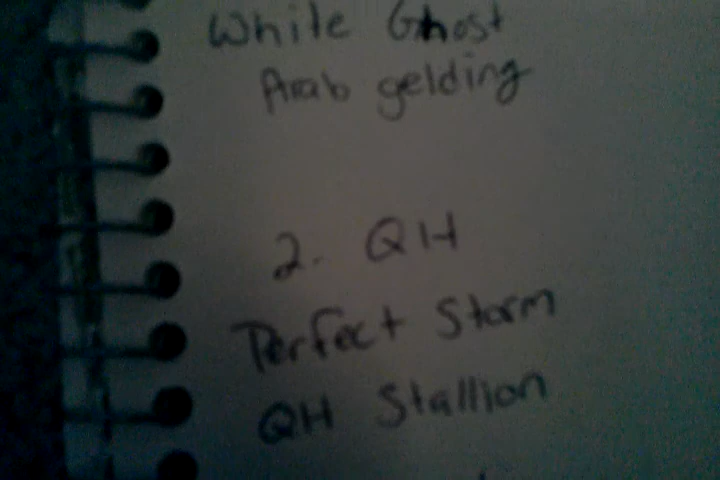 White Ghost
Arab gelding
2. QH
Perfect Storm
QH Stallion